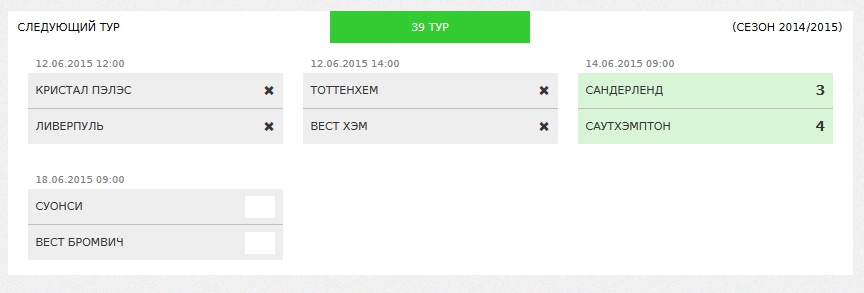 СЛЕДУЮЩИЙ ТУР
39 ТУР
(СЕЗОН 2014/2015)
12.06.2015 12:00
КРИСТАЛ ПЭЛЭС ✖
ЛИВЕРПУЛЬ ✖
12.06.2015 14:00
ТОТТЕНХЕМ ✖
ВЕСТ ХЭМ ✖
14.06.2015 09:00
САНДЕРЛЕНД 3
САУТХЭМПТОН 4
18.06.2015 09:00
СУОНСИ
ВЕСТ БРОМВИЧ